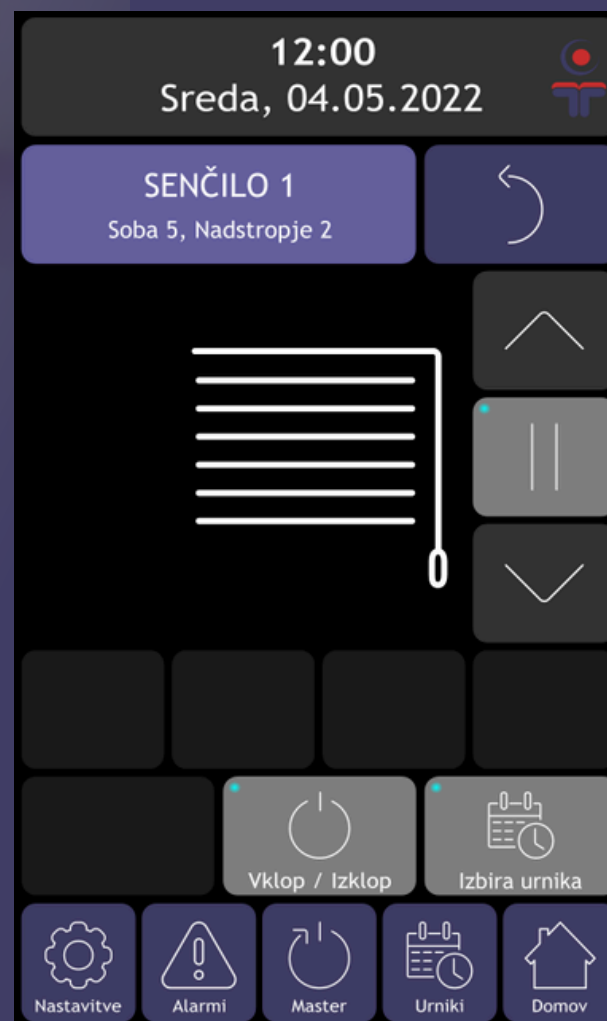 12:00
Sreda, 04.05.2022
SENČILO 1
Soba 5, Nadstropje 2
Vklop / Izklop
Izbira urnika
Nastavitve
Alarmi
Master
Urniki
Domov